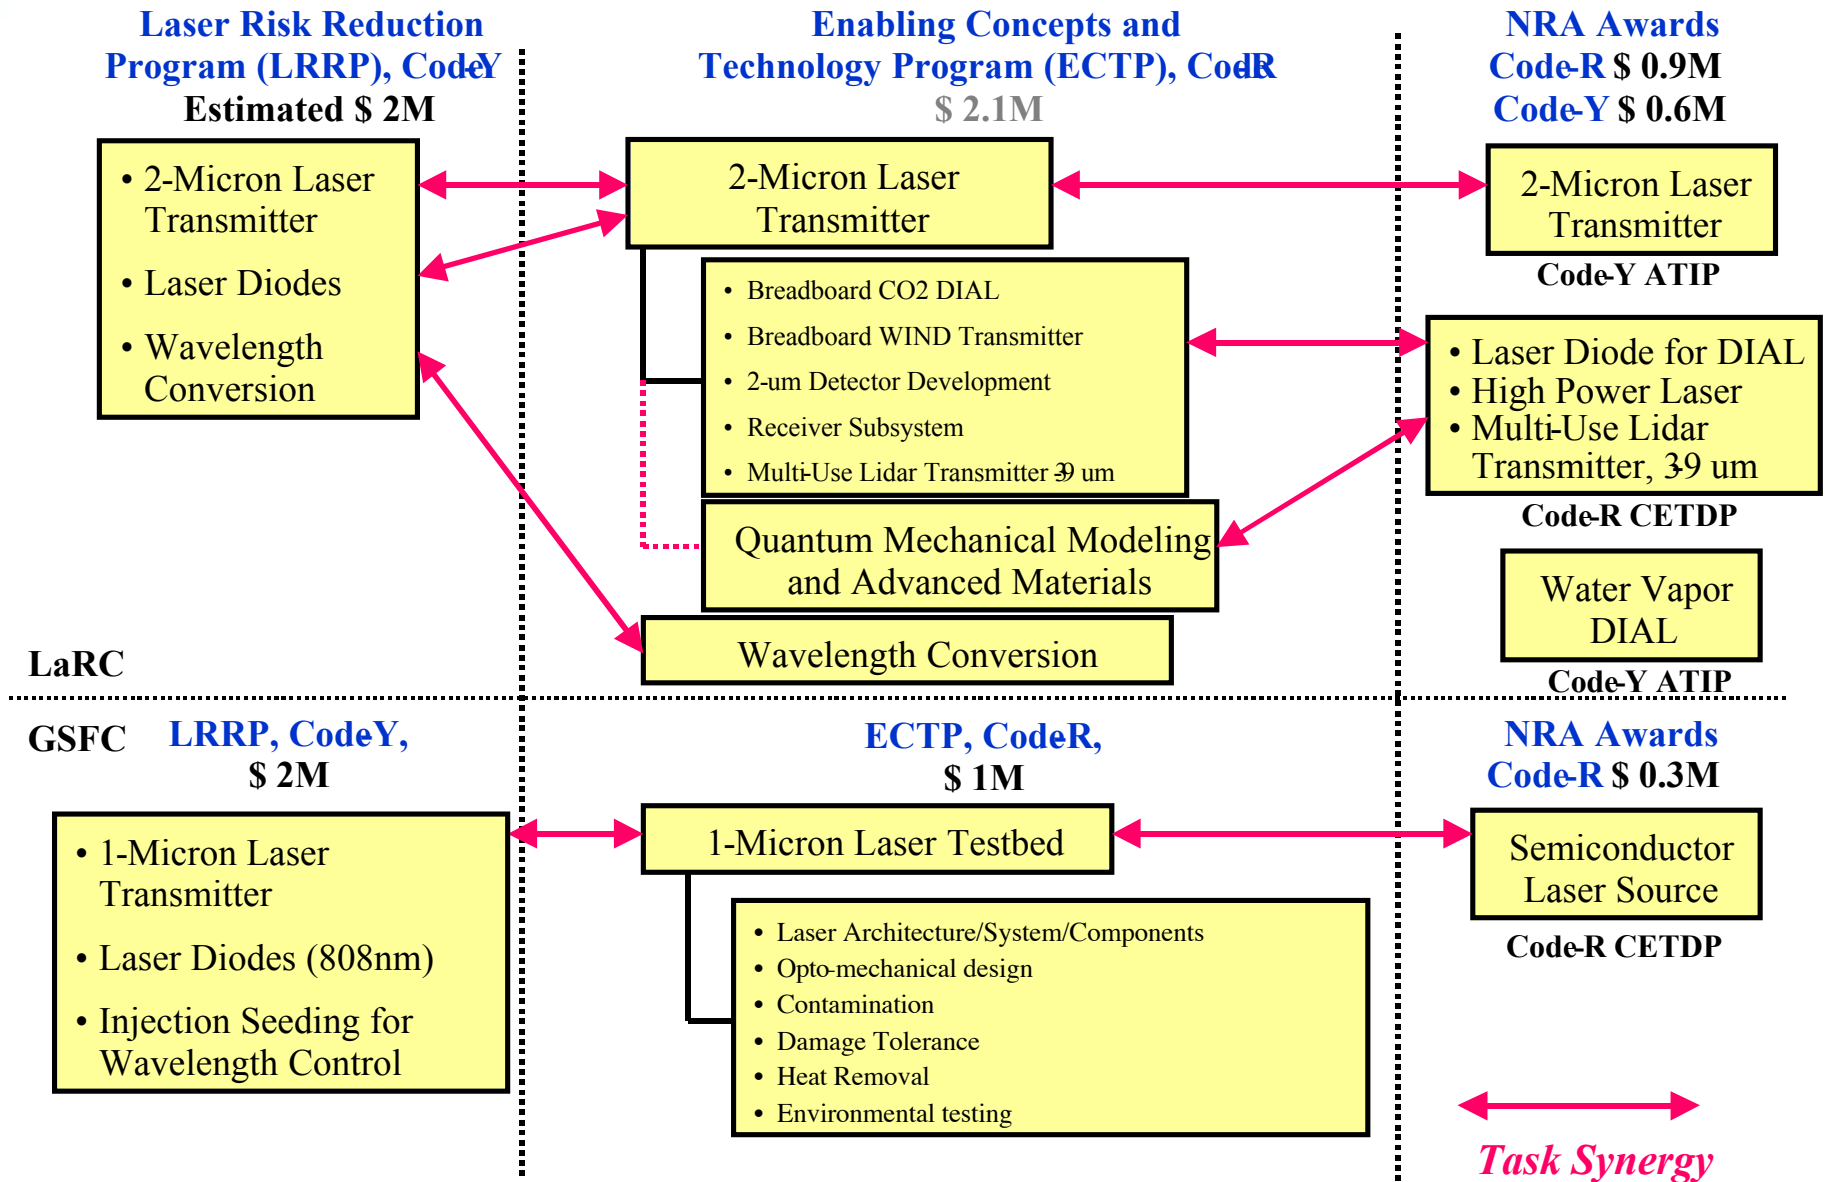 Laser Risk Reduction
Program (LRRP), Code-Y
Estimated $ 2M
Enabling Concepts and
Technology Program (ECTP), Code-R
$ 2.1M
NRA Awards
Code-R $ 0.9M
Code-Y $ 0.6M
• 2-Micron Laser
Transmitter
• Laser Diodes
• Wavelength
Conversion
2-Micron Laser
Transmitter
• Breadboard CO2 DIAL
• Breadboard WIND Transmitter
• 2-um Detector Development
• Receiver Subsystem
• Multi-Use Lidar Transmitter 3-9 um
Quantum Mechanical Modeling
and Advanced Materials
Wavelength Conversion
2-Micron Laser
Transmitter
Code-Y ATIP
• Laser Diode for DIAL
• High Power Laser
• Multi-Use Lidar
Transmitter, 3-9 um
Code-R CETDP
Water Vapor
DIAL
Code-Y ATIP
LaRC
GSFC
LRRP, Code-Y,
$ 2M
ECTP, Code-R,
$ 1M
NRA Awards
Code-R $ 0.3M
• 1-Micron Laser
Transmitter
• Laser Diodes (808nm)
• Injection Seeding for
Wavelength Control
1-Micron Laser Testbed
• Laser Architecture/System/Components
• Opto-mechanical design
• Contamination
• Damage Tolerance
• Heat Removal
• Environmental testing
Semiconductor
Laser Source
Code-R CETDP
Task Synergy